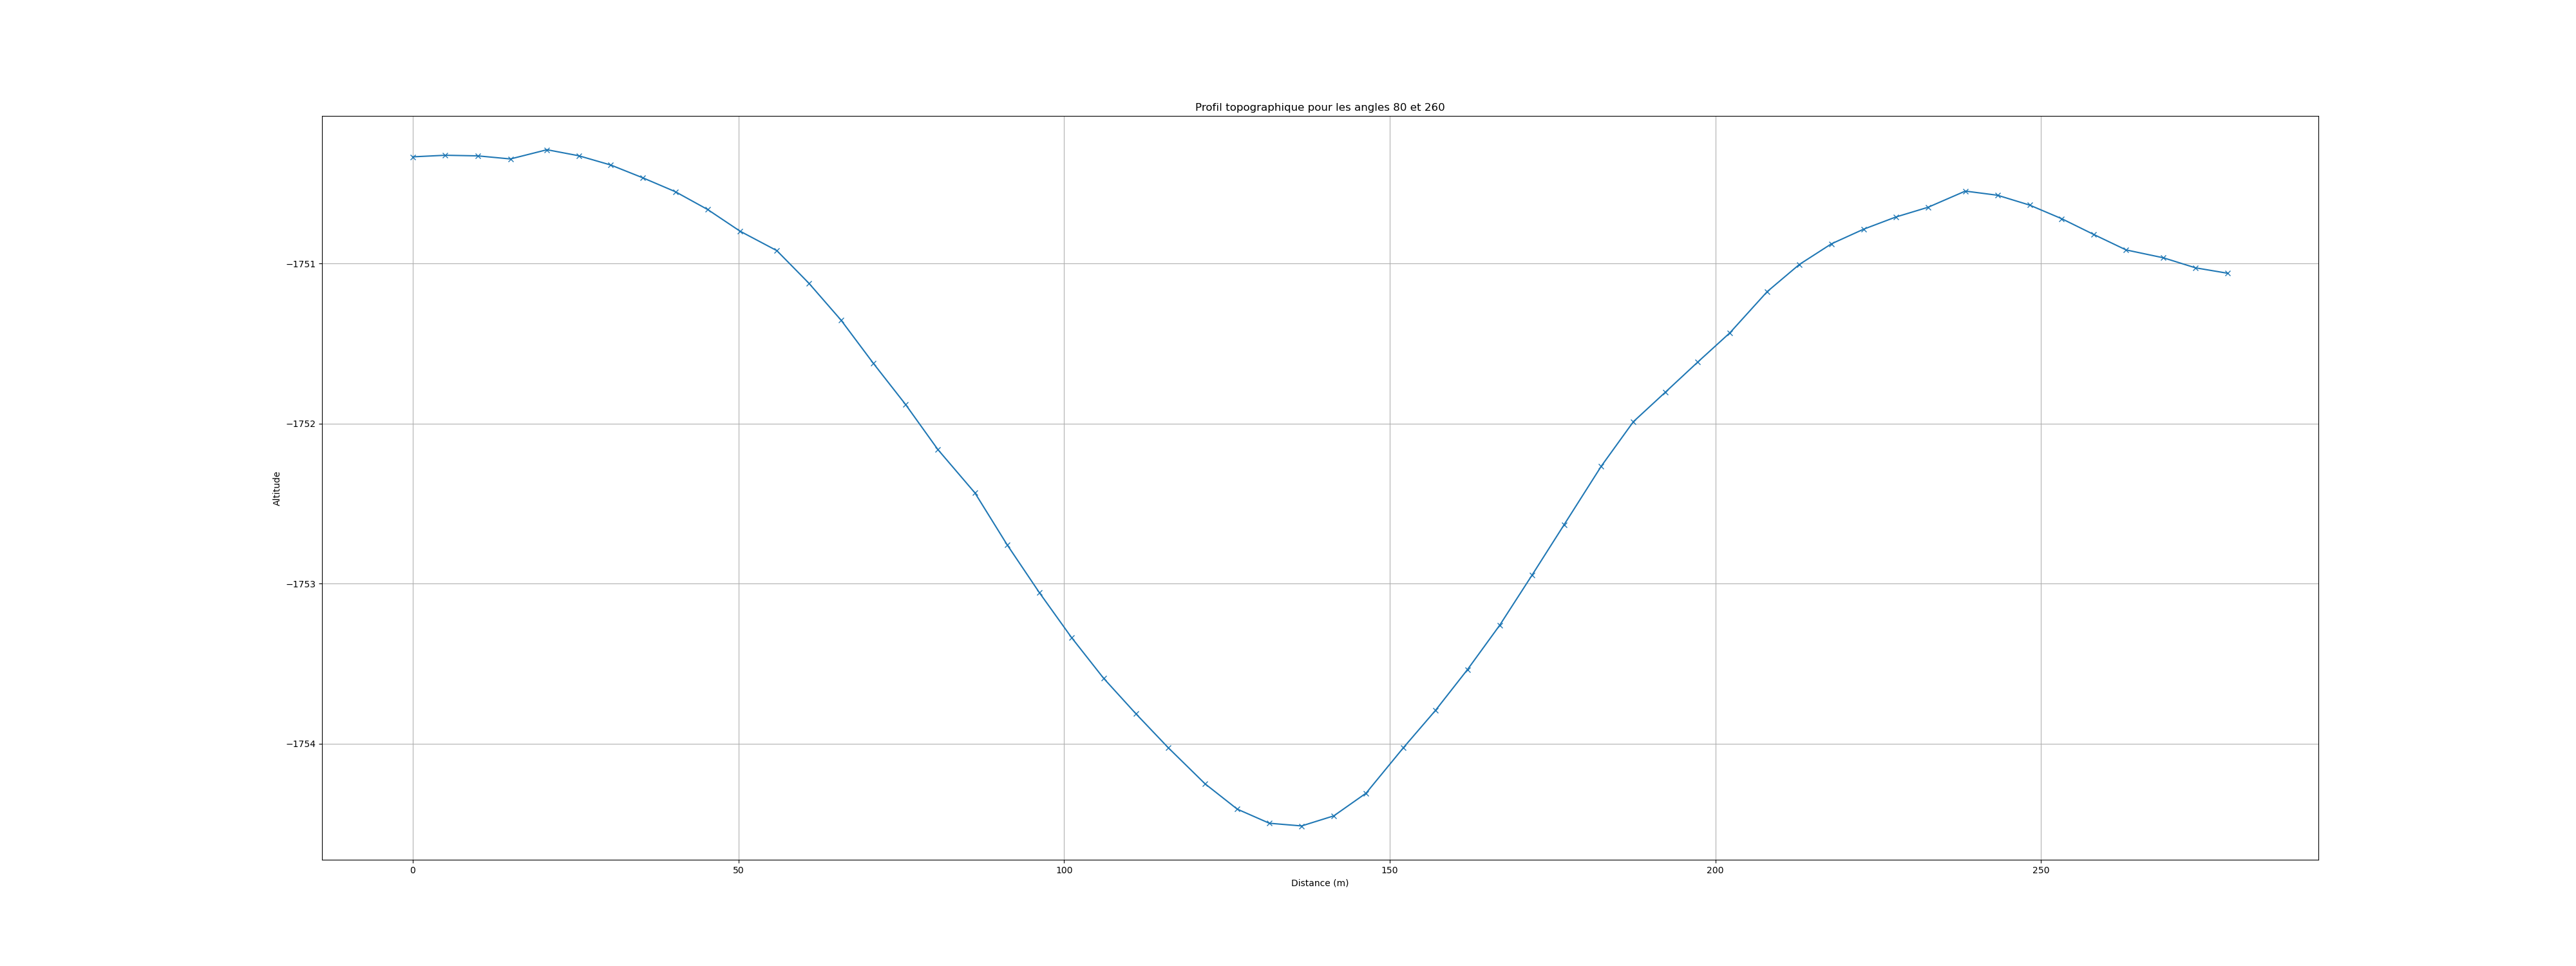 Profil topographique pour les angles 80 et 260
−1751
−1752
−1753
−1754
Altitude
0 50 100 150 200 250
Distance (m)